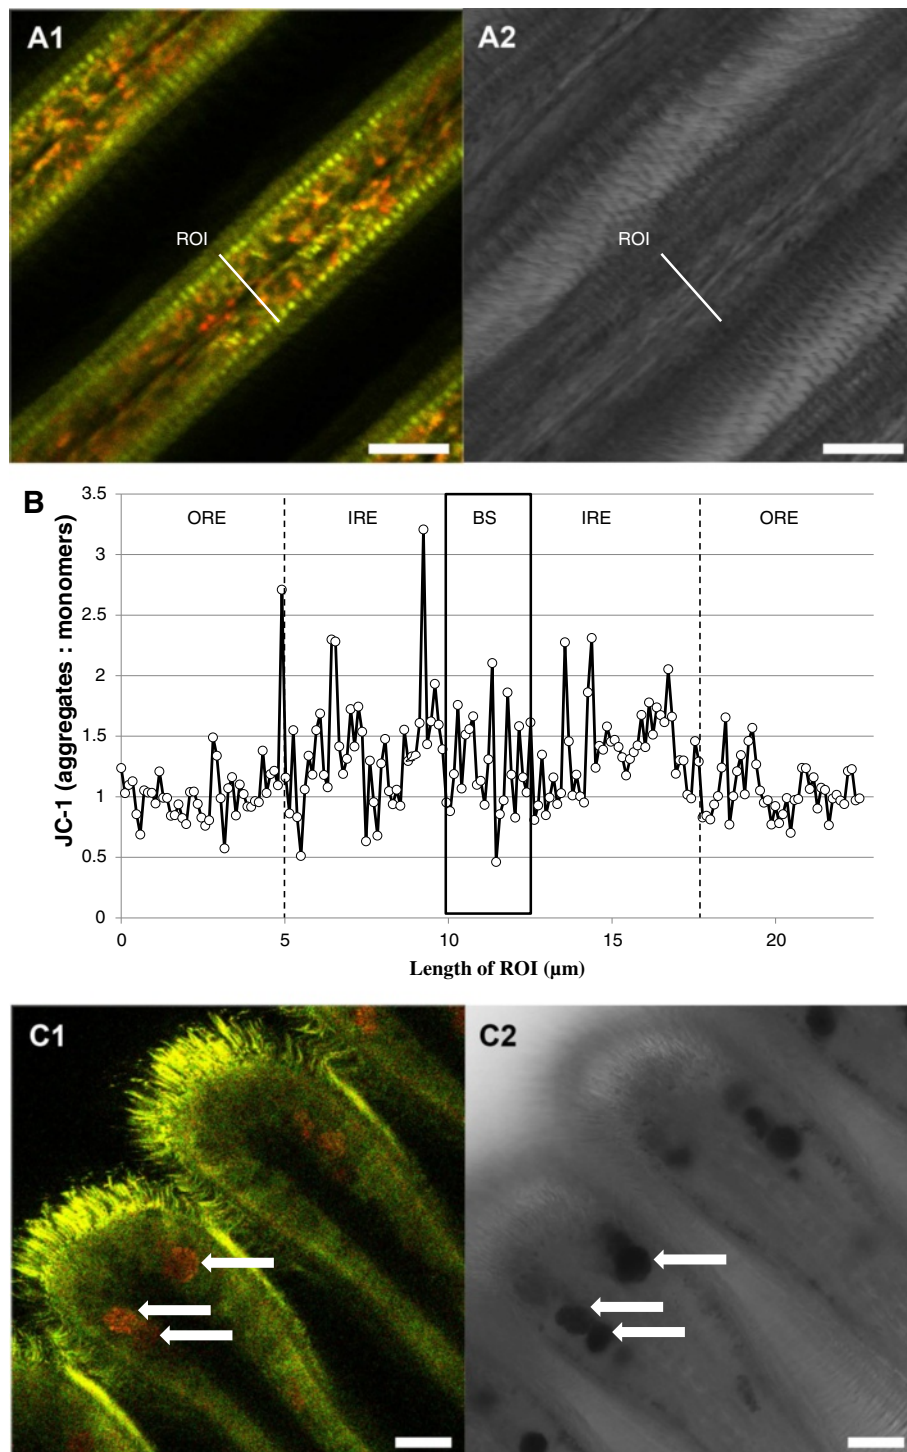 A1
A2
ROI
ROI
B
3.5
3
2.5
2
1.5
1
0.5
0
JC-1 (aggregates : monomers)
ORE
IRE
BS
IRE
ORE
0
5
10
15
20
Length of ROI (µm)
C1
C2